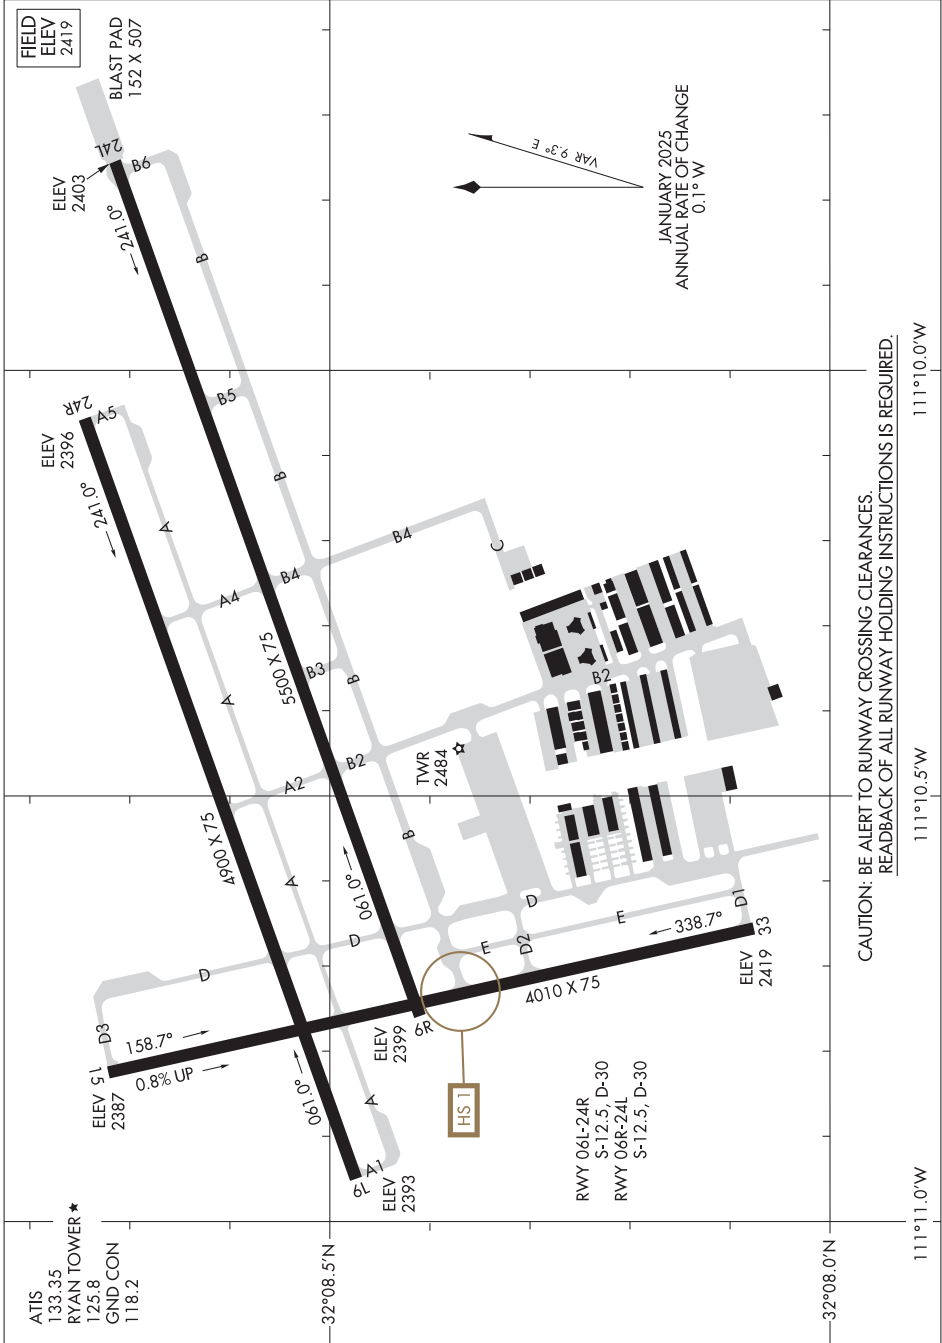 ATIS
133.35
RYAN TOWER★
125.8
GND CON
118.2
FIELD
ELEV
2419
BLAST PAD
152 X 507
ELEV
2403
24L
241.0°
B6
B
ELEV
2396
24R
A5
241.0°
A
B5
B
A4
B4
B4
C
A
5500 X 75
B3
B
B2
A2
B2
TWR
2484
4900 X 75
A
B
061.0°
D
D
D
E
E
D2
D1
338.7°
33
ELEV
2419
4010 X 75
D3
158.7°
0.8% UP
15
ELEV
2387
ELEV
2399
6R
061.0°
A
A1
6L
ELEV
2393
HS 1
RWY 06L-24R
S-12.5, D-30
RWY 06R-24L
S-12.5, D-30
VAR 9.3° E
JANUARY 2025
ANNUAL RATE OF CHANGE
0.1° W
32°08.5'N
32°08.0'N
111°11.0'W
111°10.5'W
111°10.0'W
CAUTION: BE ALERT TO RUNWAY CROSSING CLEARANCES.
READBACK OF ALL RUNWAY HOLDING INSTRUCTIONS IS REQUIRED.